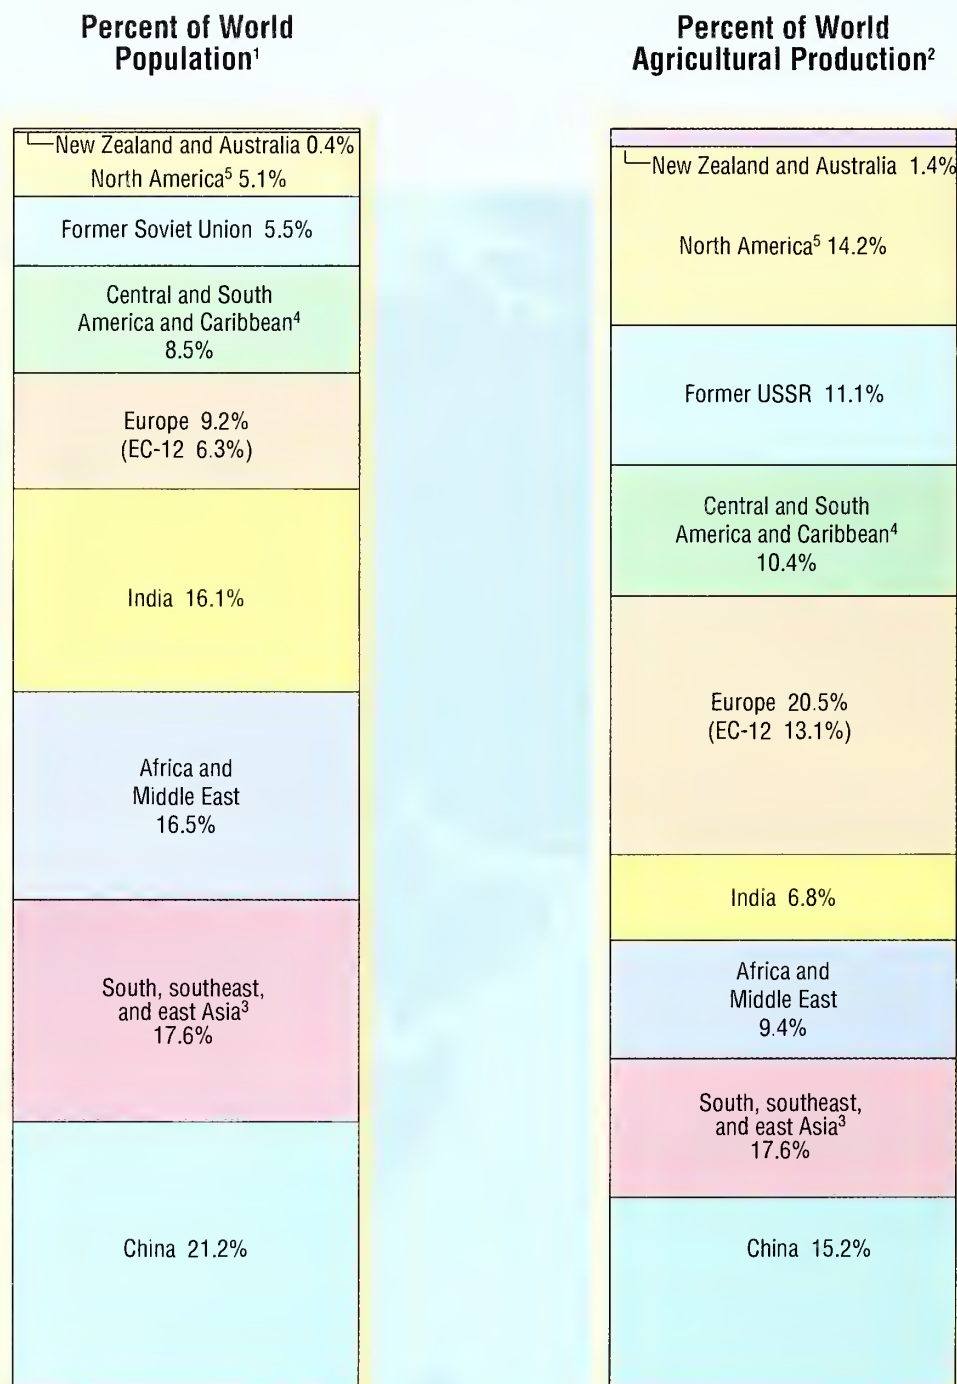 Percent of World
Population¹
New Zealand and Australia 0.4%
North America⁵ 5.1%
Former Soviet Union 5.5%
Central and South
America and Caribbean⁴
8.5%
Europe 9.2%
(EC-12 6.3%)
India 16.1%
Africa and
Middle East
16.5%
South, southeast,
and east Asia³
17.6%
China 21.2%
Percent of World
Agricultural Production²
New Zealand and Australia 1.4%
North America⁵ 14.2%
Former USSR 11.1%
Central and South
America and Caribbean⁴
10.4%
Europe 20.5%
(EC-12 13.1%)
India 6.8%
Africa and
Middle East
9.4%
South, southeast,
and east Asia³
17.6%
China 15.2%